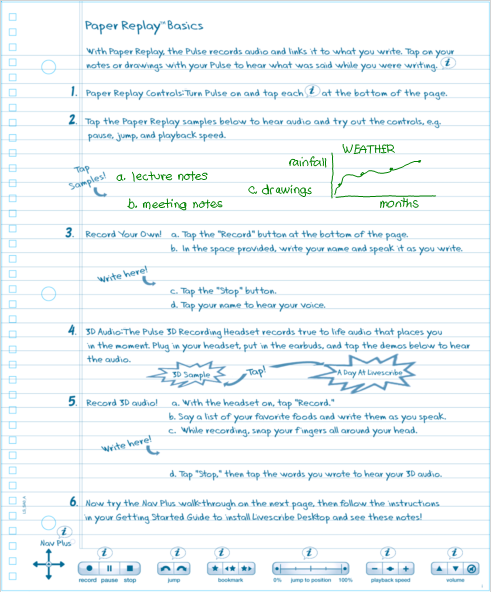 Paper Replay™ Basics
With Paper Replay, the Pulse records audio and links it to what you write. Tap on your
notes or drawings with your Pulse to hear what was said while you were writing. i
1. Paper Replay Controls: Turn Pulse on and tap each i at the bottom of the page.
2. Tap the Paper Replay samples below to hear audio and try out the controls, e.g.
pause, jump, and playback speed.
Tap
Samples!
a. lecture notes
b. meeting notes
c. drawings
WEATHER
rainfall
months
3. Record Your Own! a. Tap the "Record" button at the bottom of the page.
b. In the space provided, write your name and speak it as you write.
Write here!
c. Tap the "Stop" button.
d. Tap your name to hear your voice.
4. 3D Audio: The Pulse 3D Recording Headset records true to life audio that places you
in the moment. Plug in your headset, put in the earbuds, and tap the demos below to hear
the audio.
3D Sample
Tap!
A Day At Livescribe
5. Record 3D audio! a. With the headset on, tap "Record."
b. Say a list of your favorite foods and write them as you speak.
c. While recording, snap your fingers all around your head.
Write here!
d. Tap "Stop," then tap the words you wrote to hear your 3D audio.
6. Now try the Nav Plus walk-through on the next page, then follow the instructions
in your Getting Started Guide to install Livescribe Desktop and see these notes!
i
Nav Plus
i i i i i i
record pause stop jump bookmark 0% jump to position 100% playback speed volume